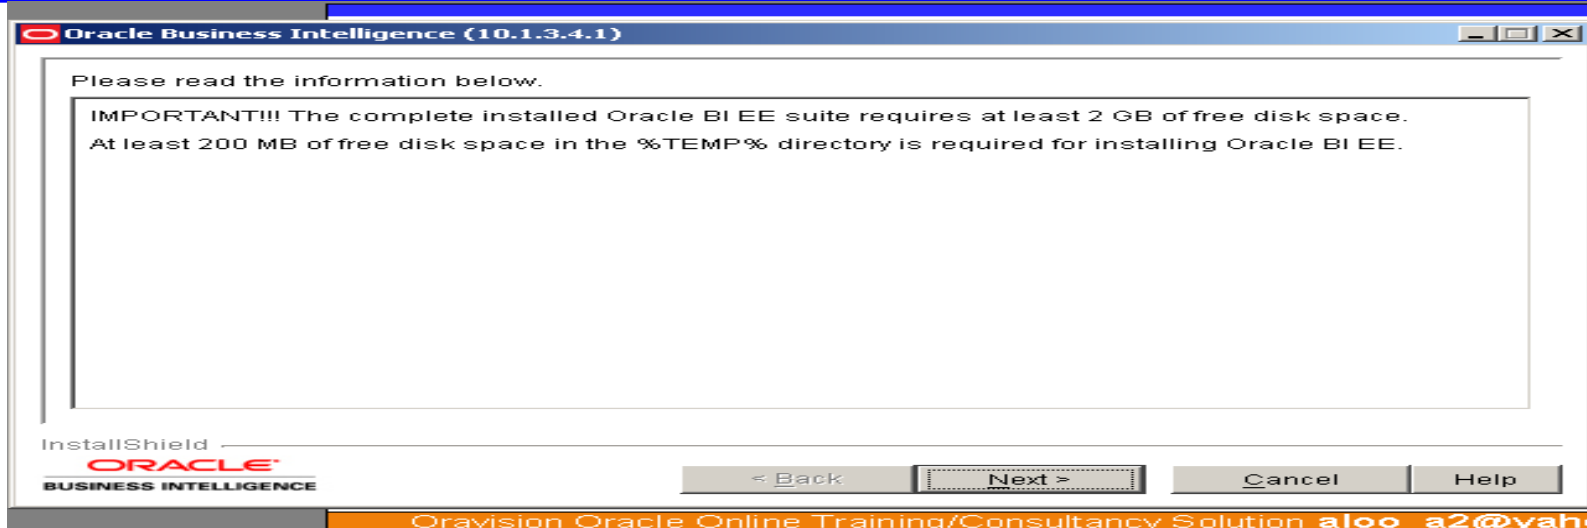 Oracle Business Intelligence (10.1.3.4.1)
Please read the information below.
IMPORTANT!!! The complete installed Oracle BI EE suite requires at least 2 GB of free disk space.
At least 200 MB of free disk space in the %TEMP% directory is required for installing Oracle BI EE.
InstallShield
ORACLE
BUSINESS INTELLIGENCE
< Back Next > Cancel Help
Oravision Oracle Online Training/Consultancy Solution aloo_a2@yah